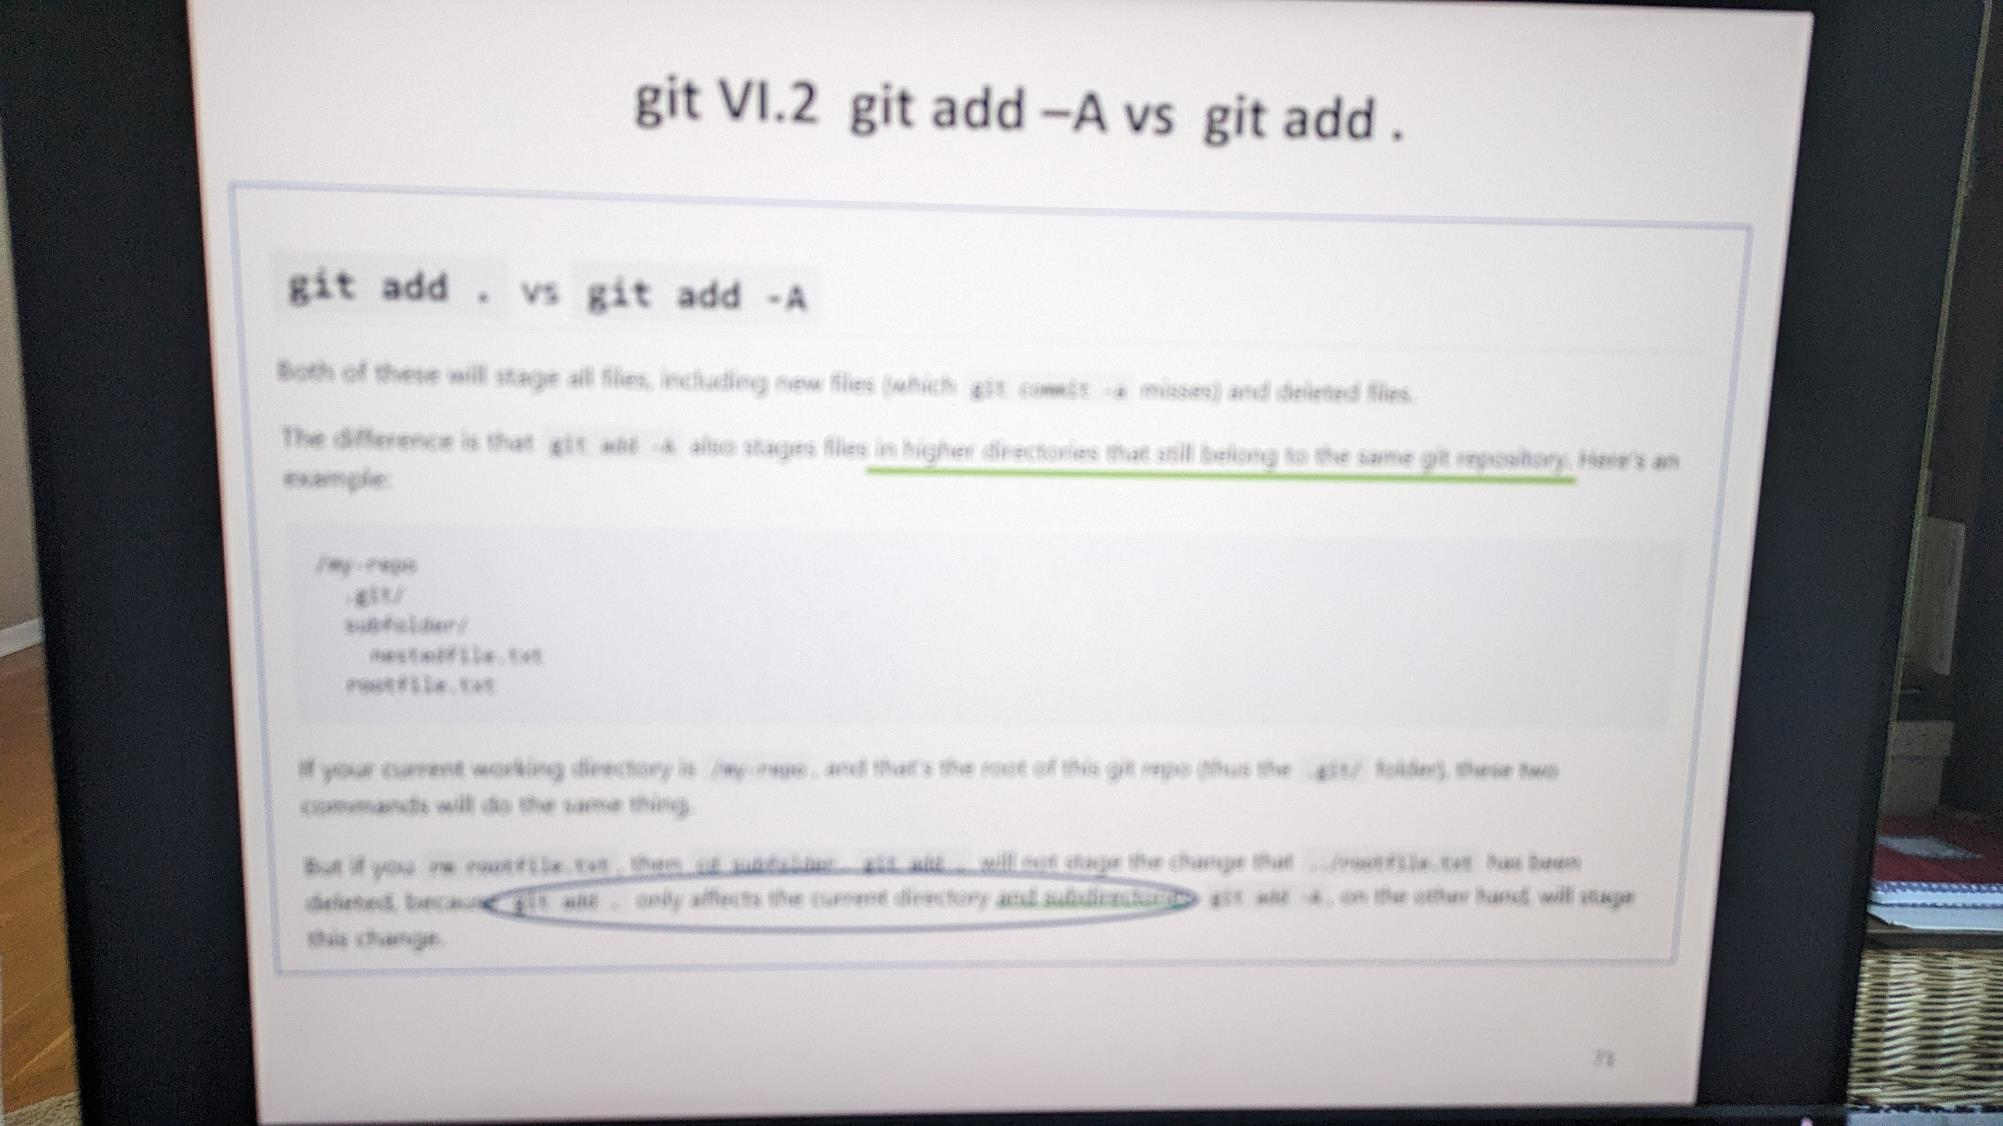 git VI.2 git add –A vs git add .
git add . vs git add -A
Both of these will stage all files, including new files (which git commit -a misses) and deleted files.
The difference is that git add -A also stages files in higher directories that still belong to the same git repository. Here's an
example:
/my-repo
.git/
subfolder/
nestedfile.txt
rootfile.txt
If your current working directory is /my-repo, and that's the root of this git repo (thus the .git/ folder), these two
commands will do the same thing.
But if you rm rootfile.txt, then cd subfolder, git add . will not stage the change that ../rootfile.txt has been
deleted, because git add . only affects the current directory and subdirectories. git add -A, on the other hand, will stage
this change.